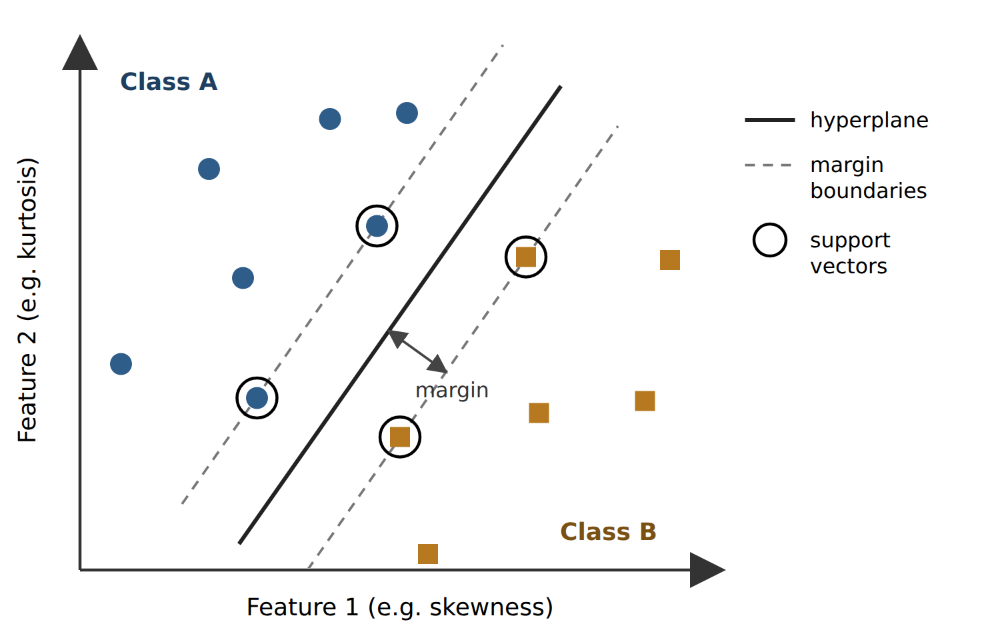 Class A
hyperplane
margin
boundaries
support
vectors
Feature 2 (e.g. kurtosis)
margin
Class B
Feature 1 (e.g. skewness)